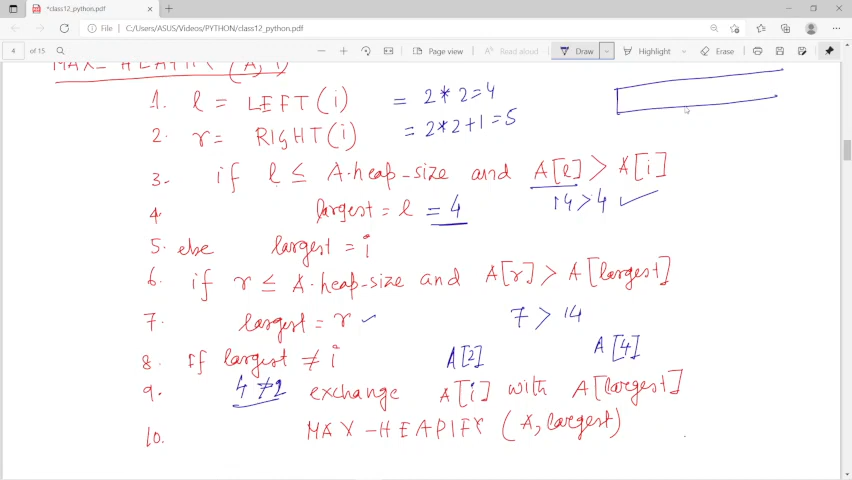 *class12_python.pdf
File C:/Users/ASUS/Videos/PYTHON/class12_python.pdf
4 of 15 Page view Read aloud Draw Highlight Erase
MAX-HEAPIFY (A, i)
1. l = LEFT(i) = 2*2=4
2. r= RIGHT(i) = 2*2+1=5
3- if l ≤ A.heap-size and A[l] > A[i]
4 largest = l = 4 14>4 ✓
5. else largest = i
6. if r ≤ A.heap-size and A[r] > A[largest]
7. largest = r ✓ 7 > 14
8. If largest ≠ i A[2] A[4]
9. 4≠2 exchange A[i] with A[largest]
10. MAX-HEAPIFY (A, largest)